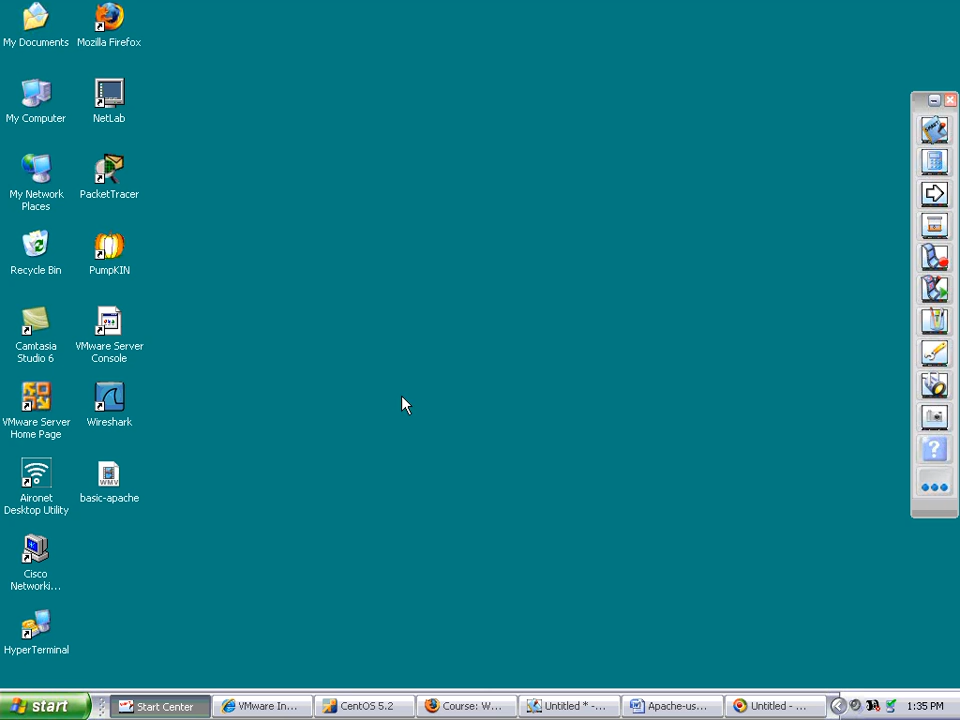 My Documents
Mozilla Firefox
My Computer
NetLab
My Network
Places
PacketTracer
Recycle Bin
PumpKIN
Camtasia
Studio 6
VMware Server
Console
VMware Server
Home Page
Wireshark
Aironet
Desktop Utility
basic-apache
WMV
Cisco
Networki...
HyperTerminal
?
start
Start Center
VMware In...
CentOS 5.2
Course: W...
Untitled * -...
Apache-us...
Untitled - ...
1:35 PM